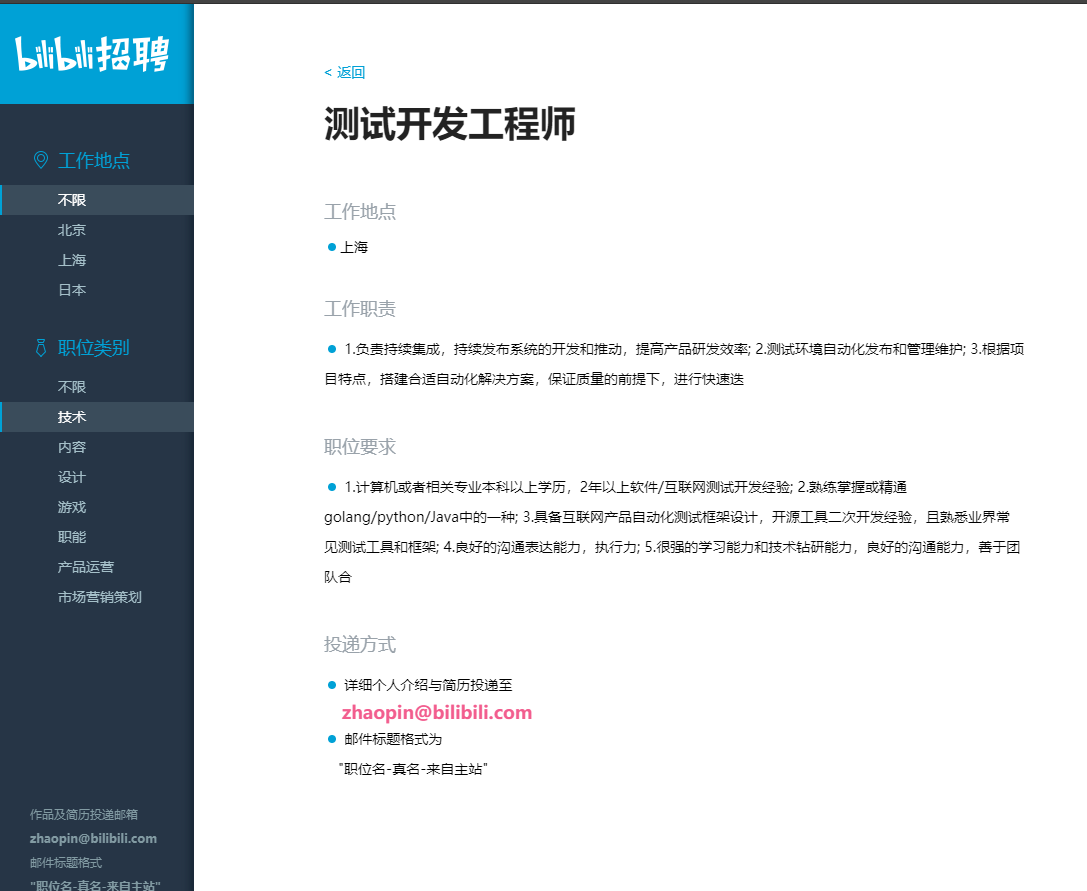 bilibili招聘
工作地点
不限
北京
上海
日本
职位类别
不限
技术
内容
设计
游戏
职能
产品运营
市场营销策划
作品及简历投递邮箱
zhaopin@bilibili.com
邮件标题格式
"职位名-真名-来自主站"
< 返回
测试开发工程师
工作地点
上海
工作职责
1.负责持续集成，持续发布系统的开发和推动，提高产品研发效率; 2.测试环境自动化发布和管理维护; 3.根据项
目特点，搭建合适自动化解决方案，保证质量的前提下，进行快速迭
职位要求
1.计算机或者相关专业本科以上学历，2年以上软件/互联网测试开发经验; 2.熟练掌握或精通
golang/python/Java中的一种; 3.具备互联网产品自动化测试框架设计，开源工具二次开发经验，且熟悉业界常
见测试工具和框架; 4.良好的沟通表达能力，执行力; 5.很强的学习能力和技术钻研能力，良好的沟通能力，善于团
队合
投递方式
详细个人介绍与简历投递至
zhaopin@bilibili.com
邮件标题格式为
"职位名-真名-来自主站"